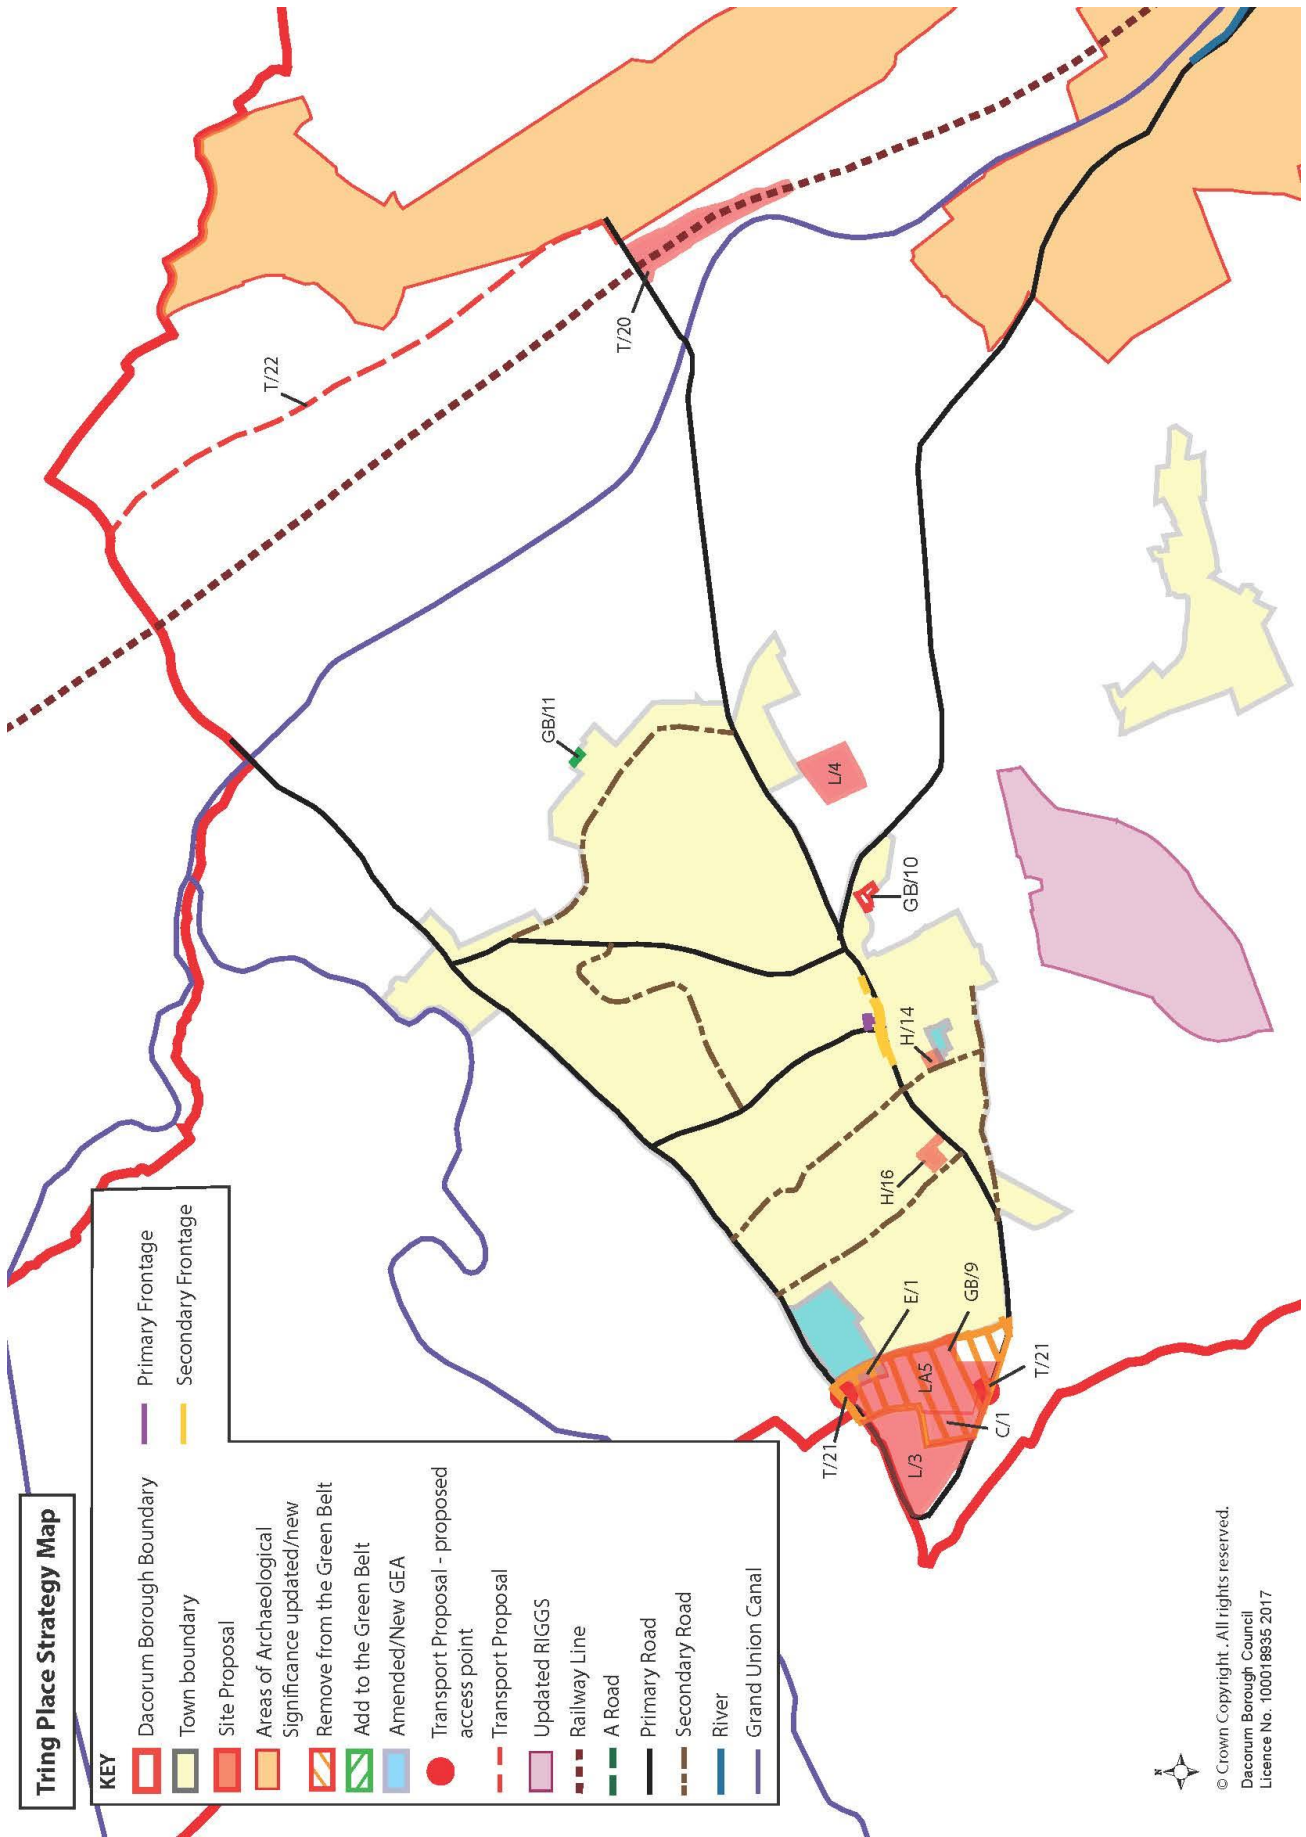 Tring Place Strategy Map
KEY
Dacorum Borough Boundary
Town boundary
Site Proposal
Areas of Archaeological
Significance updated/new
Remove from the Green Belt
Add to the Green Belt
Amended/New GEA
Transport Proposal - proposed
access point
Transport Proposal
Updated RIGGS
Railway Line
A Road
Primary Road
Secondary Road
River
Grand Union Canal
Primary Frontage
Secondary Frontage
T/22
T/20
GB/11
L/4
GB/10
H/14
H/16
E/1
GB/9
LA5
T/21
T/21
L/3
C/1
N
© Crown Copyright . All rights reserved.
Dacorum Borough Council
Licence No. 100018935 2017